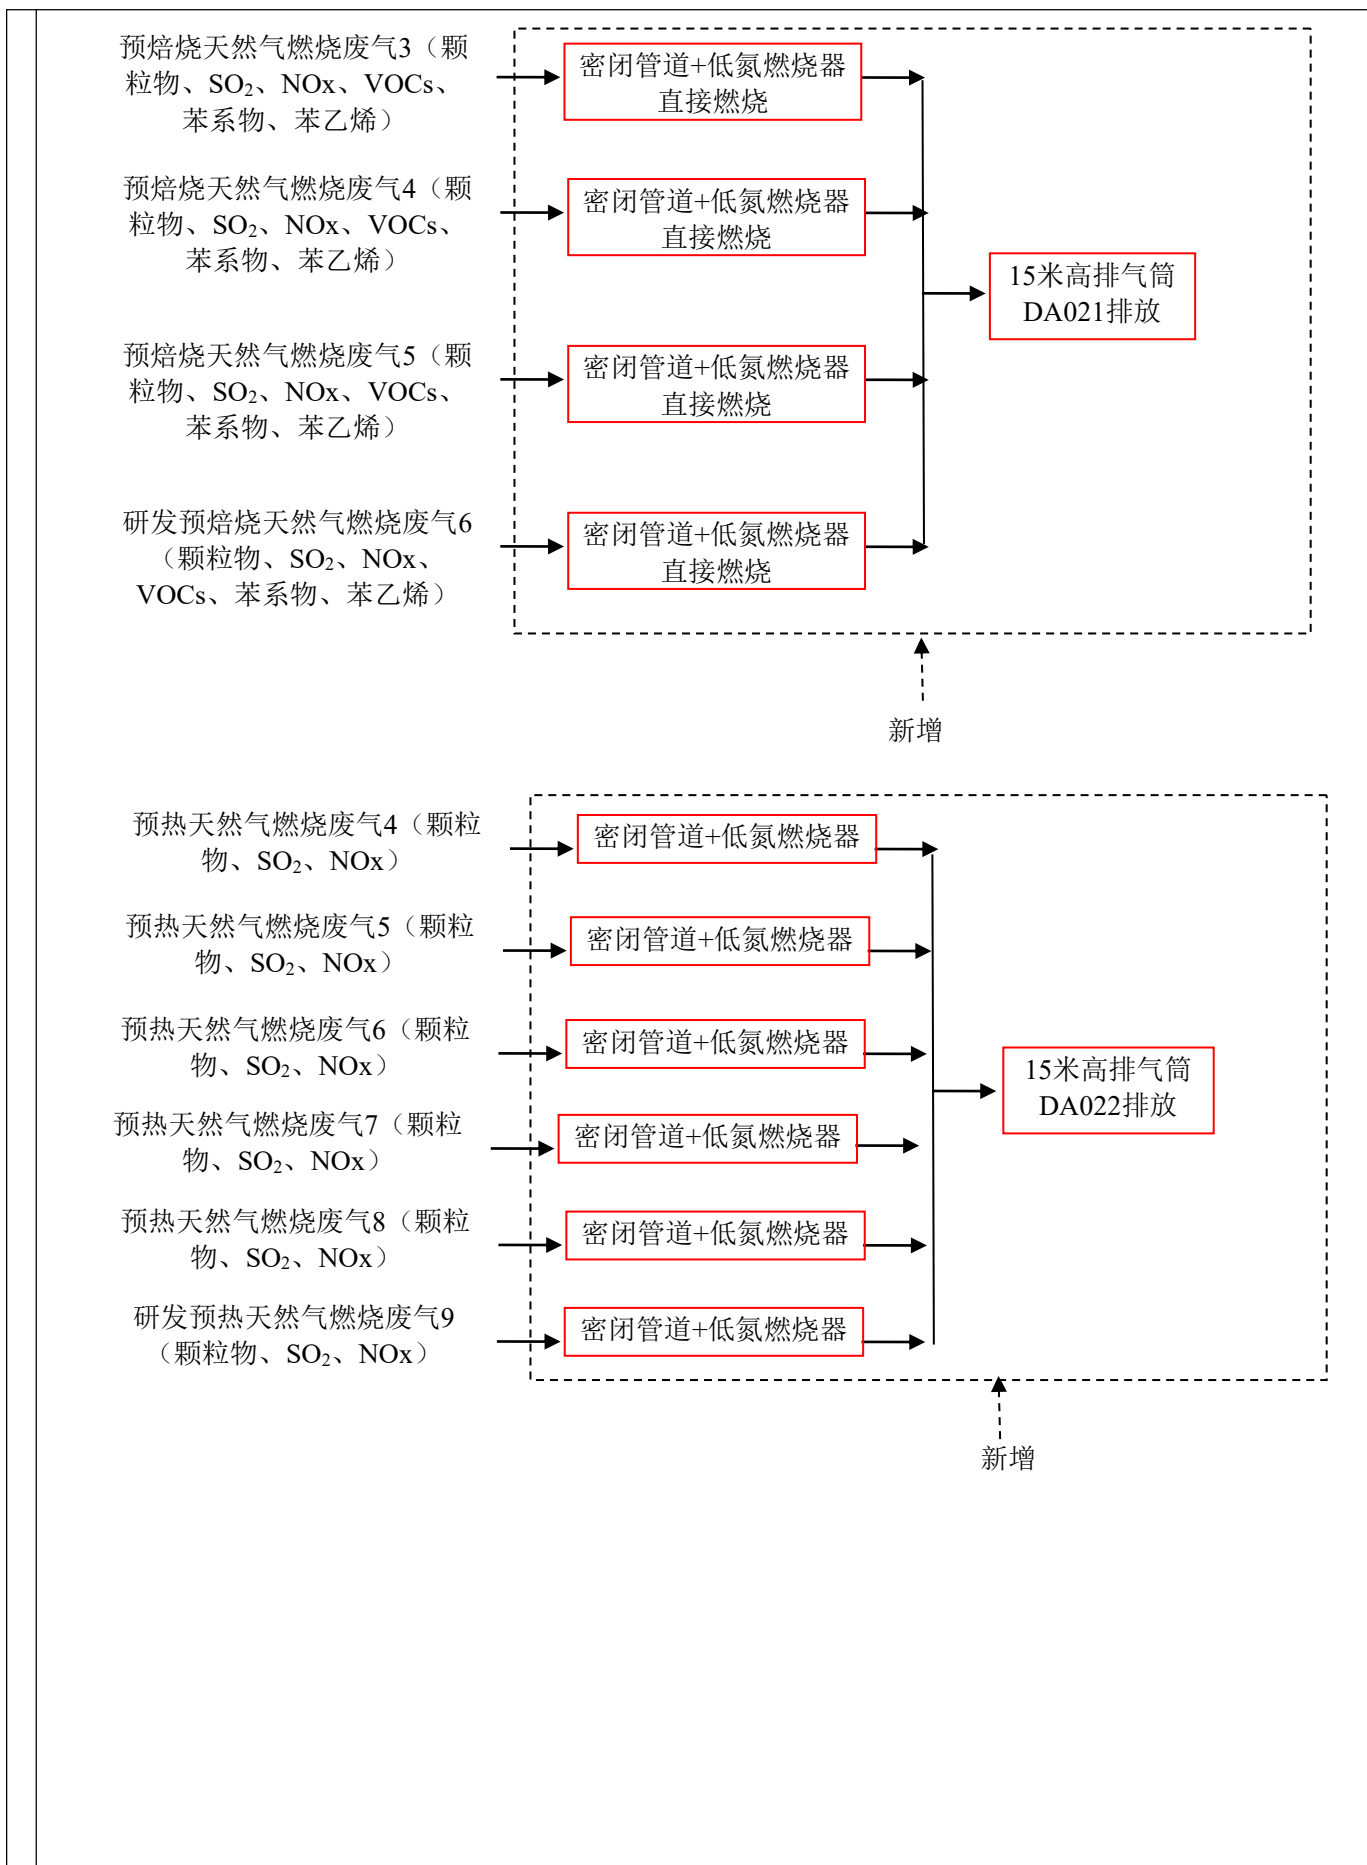 预焙烧天然气燃烧废气3（颗
粒物、SO₂、NOx、VOCs、
苯系物、苯乙烯）
密闭管道+低氮燃烧器
直接燃烧
预焙烧天然气燃烧废气4（颗
粒物、SO₂、NOx、VOCs、
苯系物、苯乙烯）
密闭管道+低氮燃烧器
直接燃烧
15米高排气筒
DA021排放
预焙烧天然气燃烧废气5（颗
粒物、SO₂、NOx、VOCs、
苯系物、苯乙烯）
密闭管道+低氮燃烧器
直接燃烧
研发预焙烧天然气燃烧废气6
（颗粒物、SO₂、NOx、
VOCs、苯系物、苯乙烯）
密闭管道+低氮燃烧器
直接燃烧
新增
预热天然气燃烧废气4（颗粒
物、SO₂、NOx）
密闭管道+低氮燃烧器
预热天然气燃烧废气5（颗粒
物、SO₂、NOx）
密闭管道+低氮燃烧器
预热天然气燃烧废气6（颗粒
物、SO₂、NOx）
密闭管道+低氮燃烧器
15米高排气筒
DA022排放
预热天然气燃烧废气7（颗粒
物、SO₂、NOx）
密闭管道+低氮燃烧器
预热天然气燃烧废气8（颗粒
物、SO₂、NOx）
密闭管道+低氮燃烧器
研发预热天然气燃烧废气9
（颗粒物、SO₂、NOx）
密闭管道+低氮燃烧器
新增